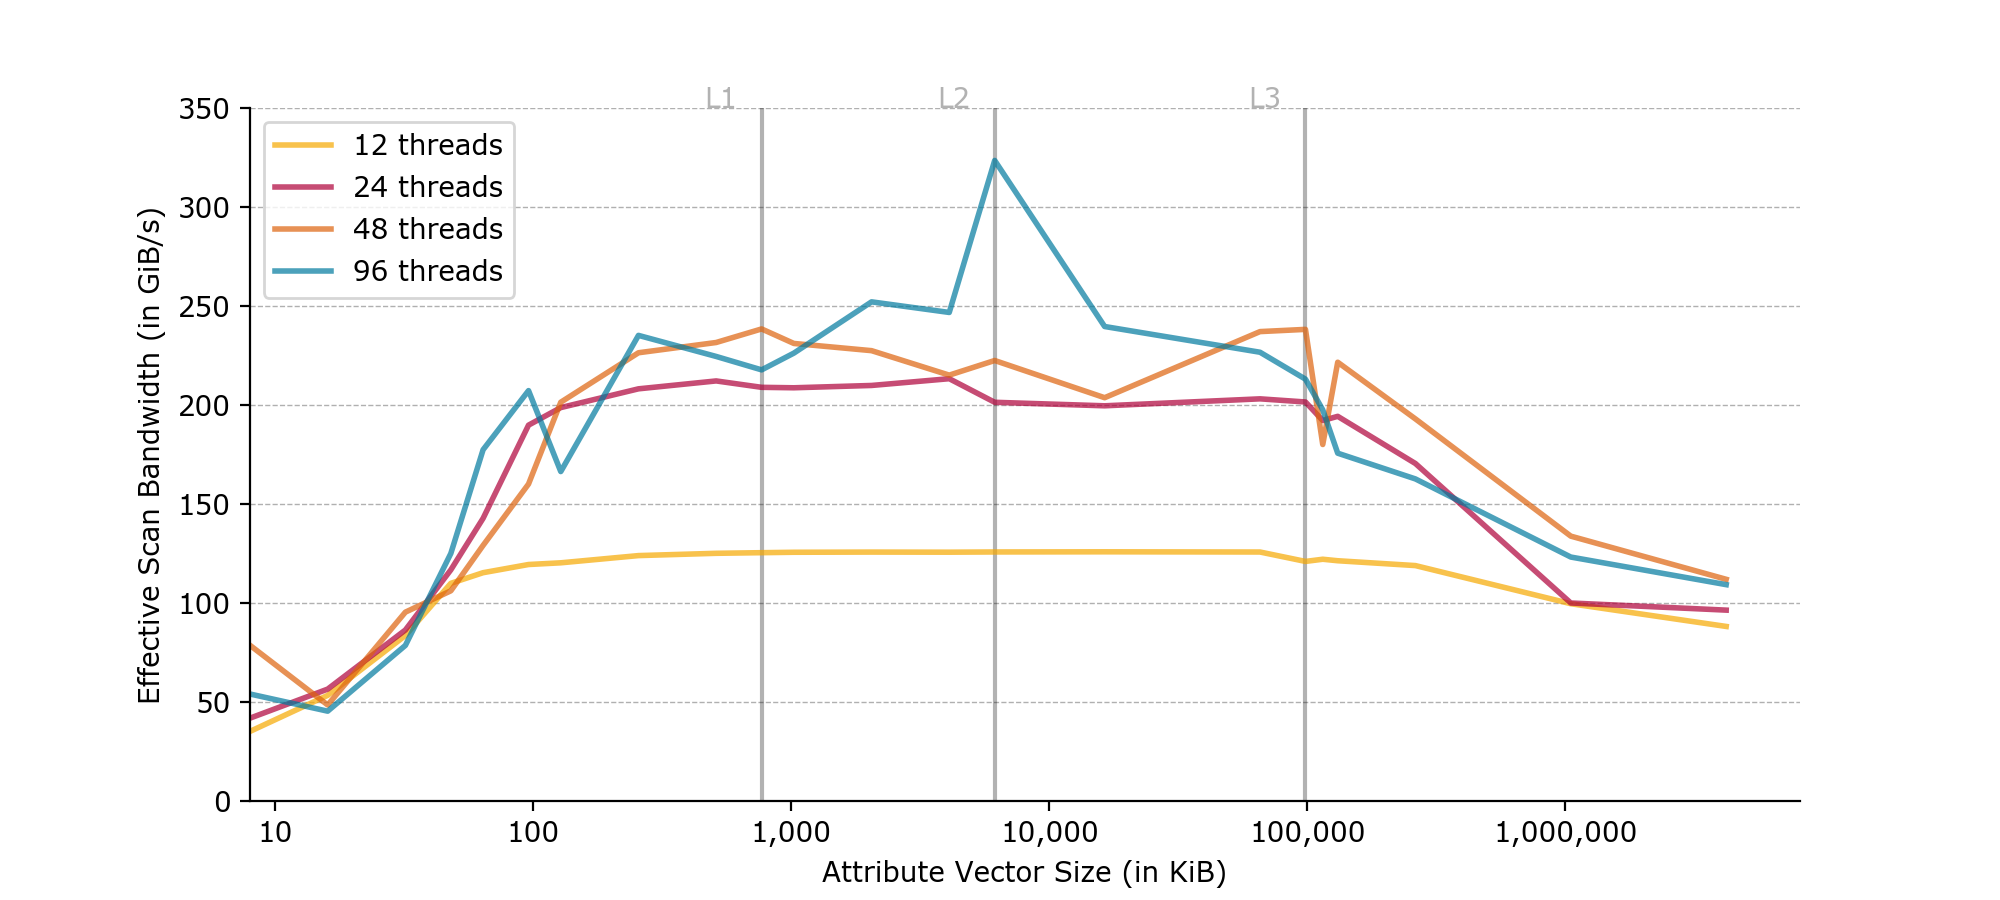 L1 L2 L3
350
300
250
200
150
100
50
0
12 threads
24 threads
48 threads
96 threads
Effective Scan Bandwidth (in GiB/s)
10 100 1,000 10,000 100,000 1,000,000
Attribute Vector Size (in KiB)